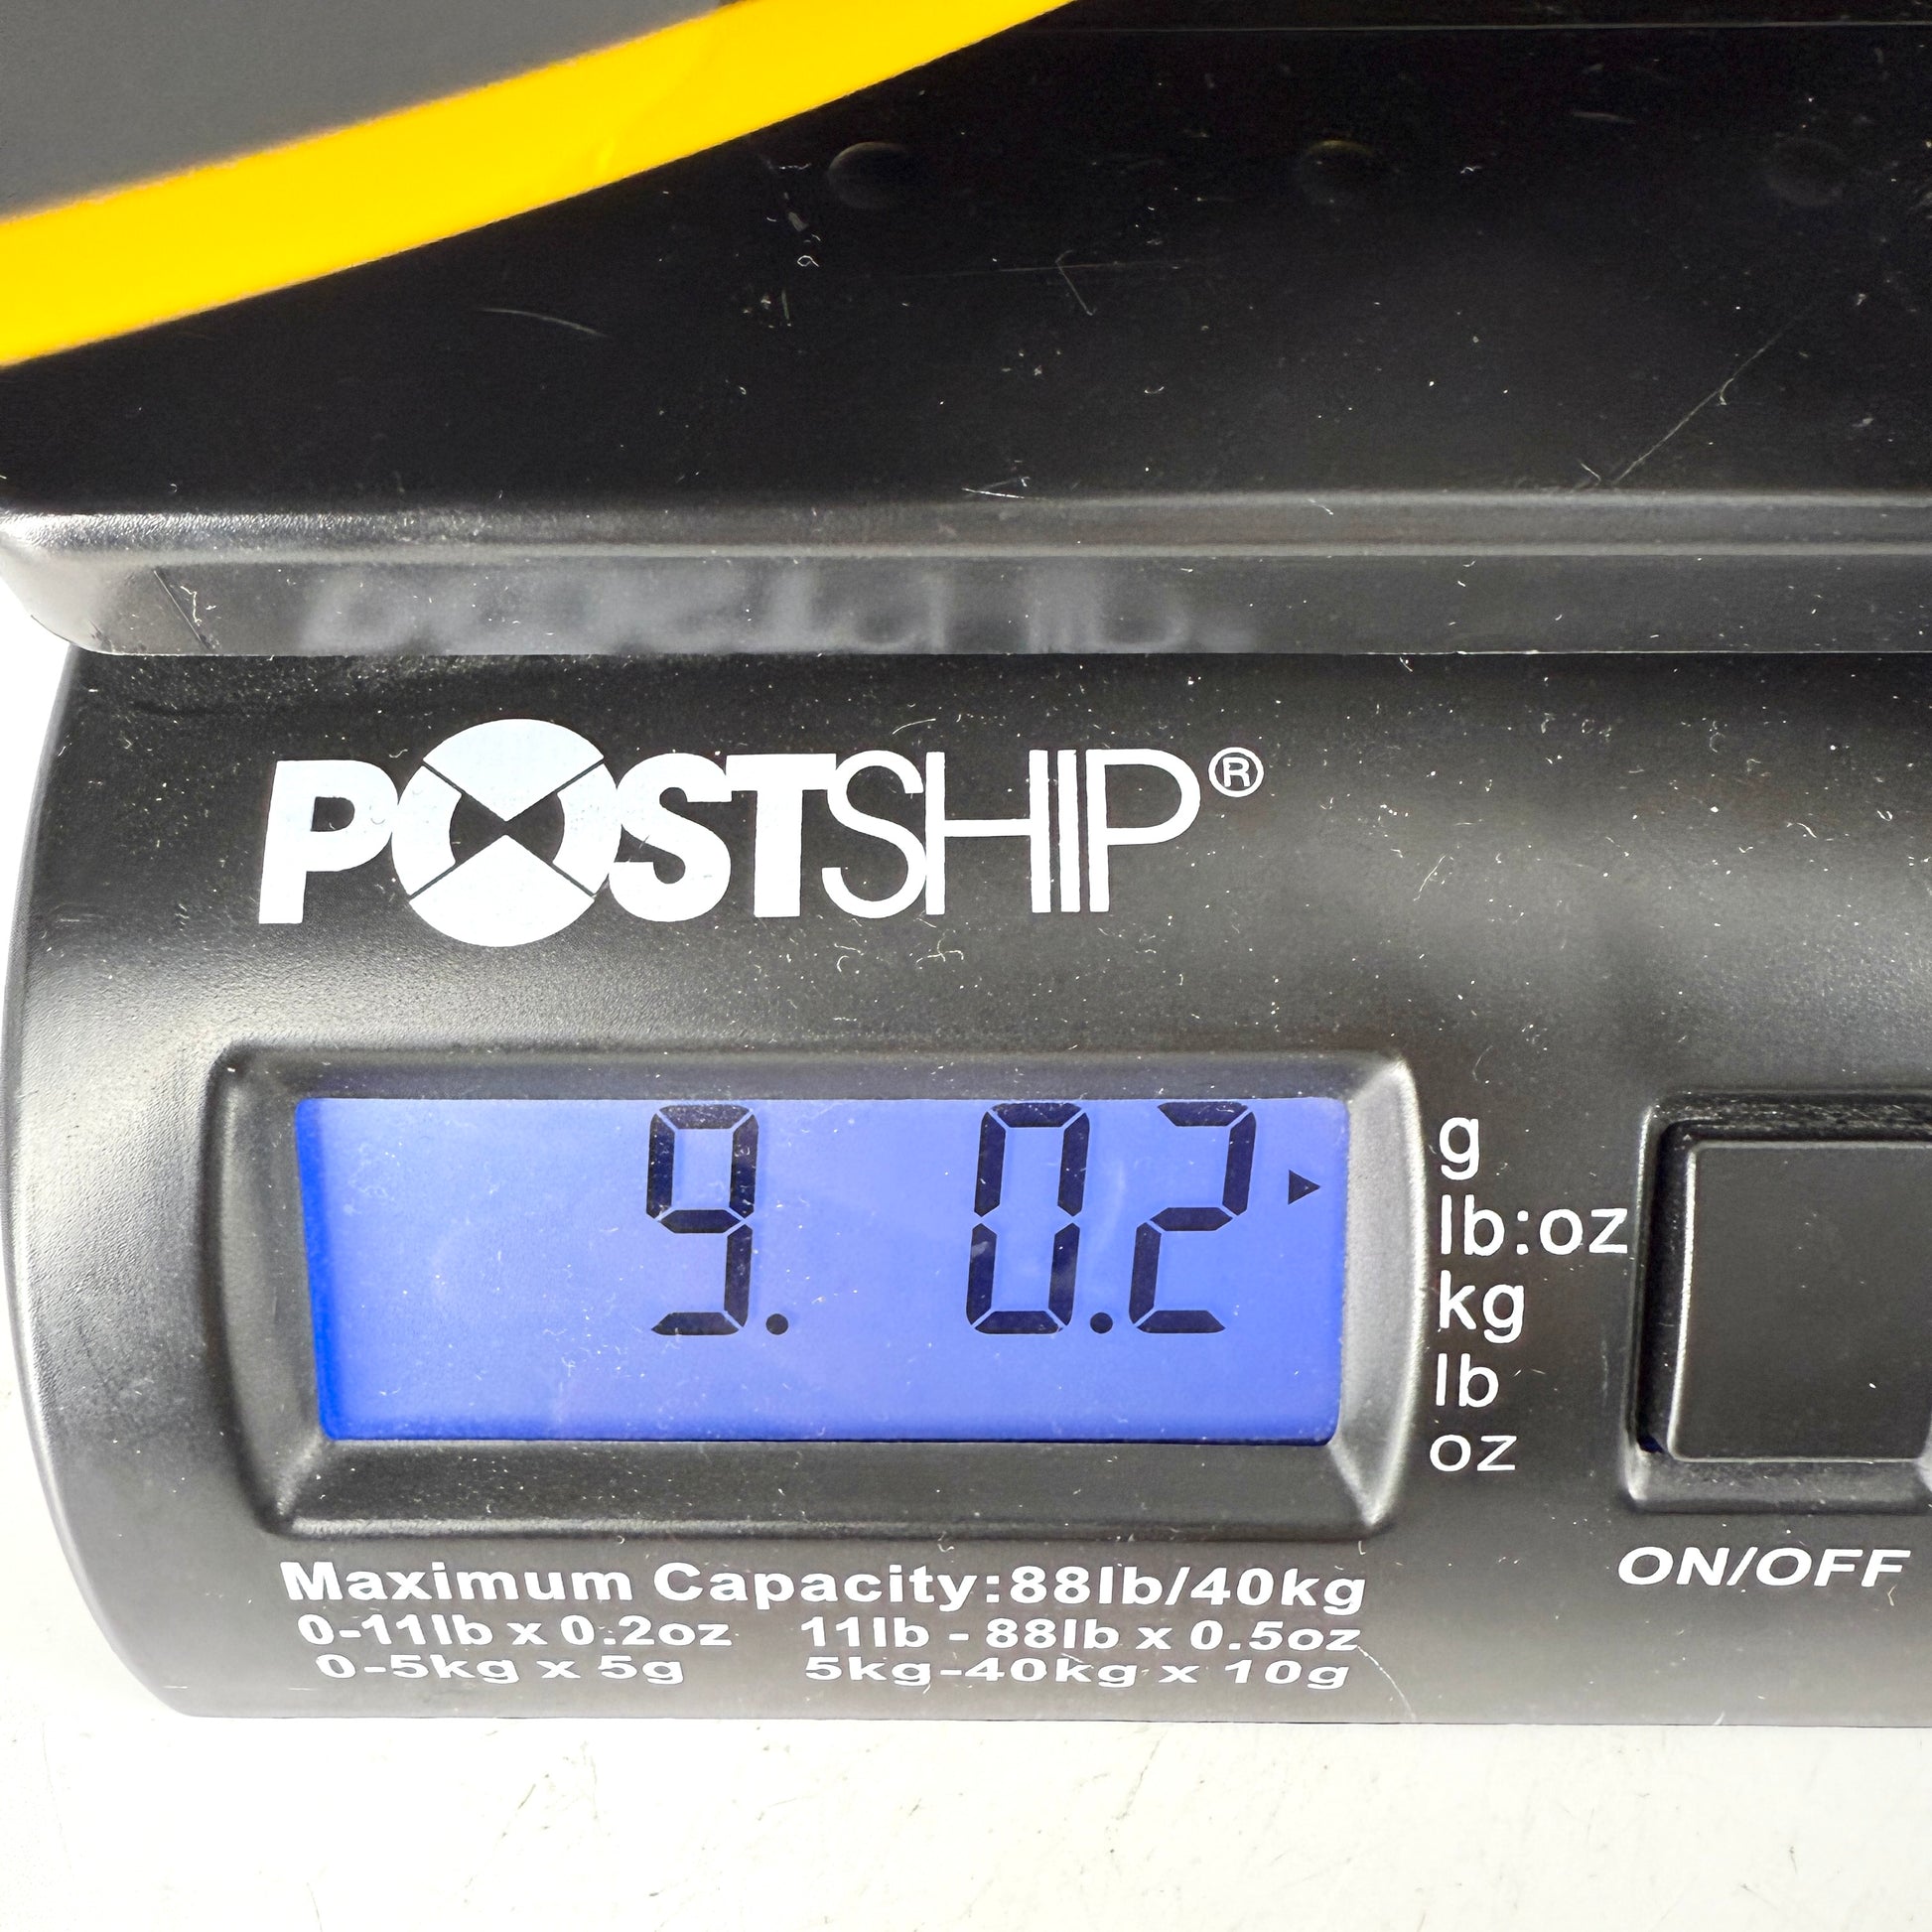 POSTSHIP®
9. 0.2
g
lb:oz
kg
lb
oz
ON/OFF
Maximum Capacity:88lb/40kg
0-11lb x 0.2oz 11lb - 88lb x 0.5oz
0-5kg x 5g 5kg-40kg x 10g